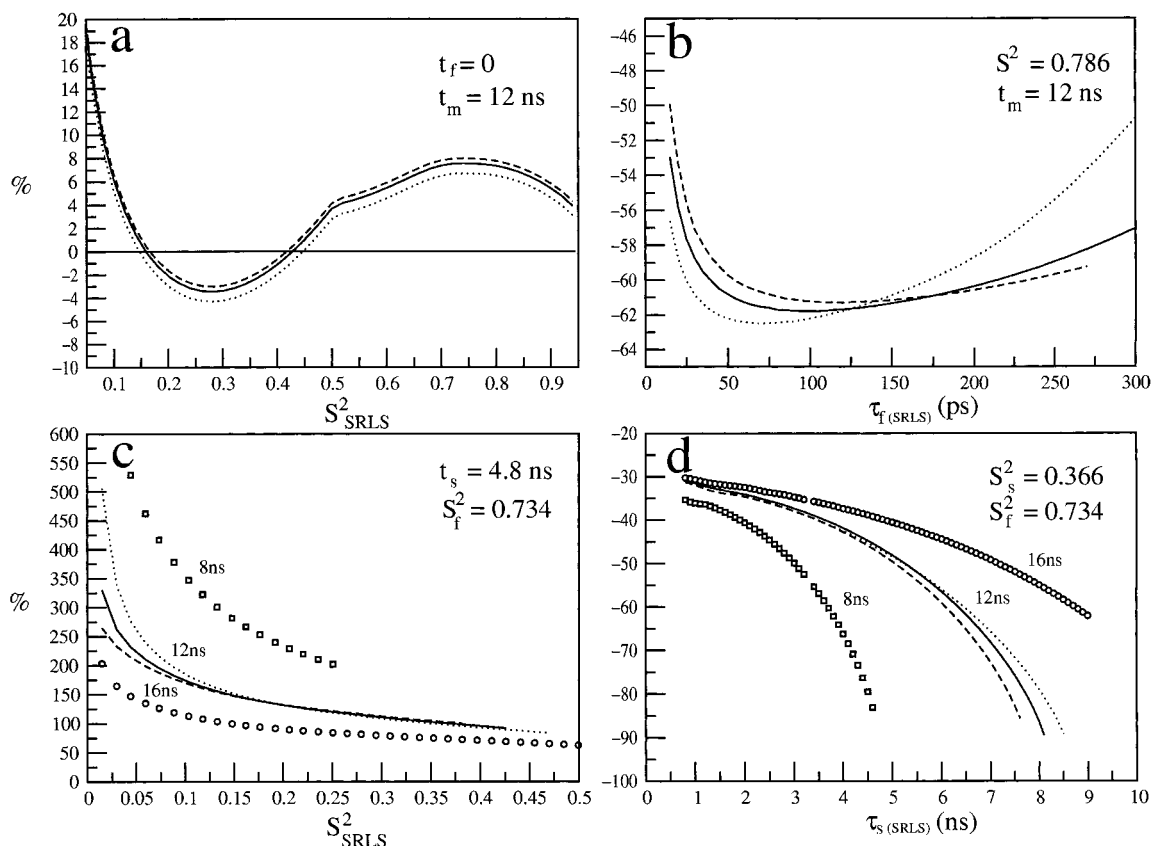 a
t_f = 0
t_m = 12 ns
%
20
18
16
14
12
10
8
6
4
2
0
-2
-4
-6
-8
-10
0.1 0.2 0.3 0.4 0.5 0.6 0.7 0.8 0.9
S²_SRLS
b
S² = 0.786
t_m = 12 ns
-46
-48
-50
-52
-54
-56
-58
-60
-62
-64
0 50 100 150 200 250 300
τ_f (SRLS) (ps)
c
t_s = 4.8 ns
S_f² = 0.734
%
600
550
500
450
400
350
300
250
200
150
100
50
0
8ns
12ns
16ns
0 0.05 0.1 0.15 0.2 0.25 0.3 0.35 0.4 0.45 0.5
S²_SRLS
d
S_s² = 0.366
S_f² = 0.734
-20
-30
-40
-50
-60
-70
-80
-90
-100
16ns
12ns
8ns
0 1 2 3 4 5 6 7 8 9 10
τ_s (SRLS) (ns)